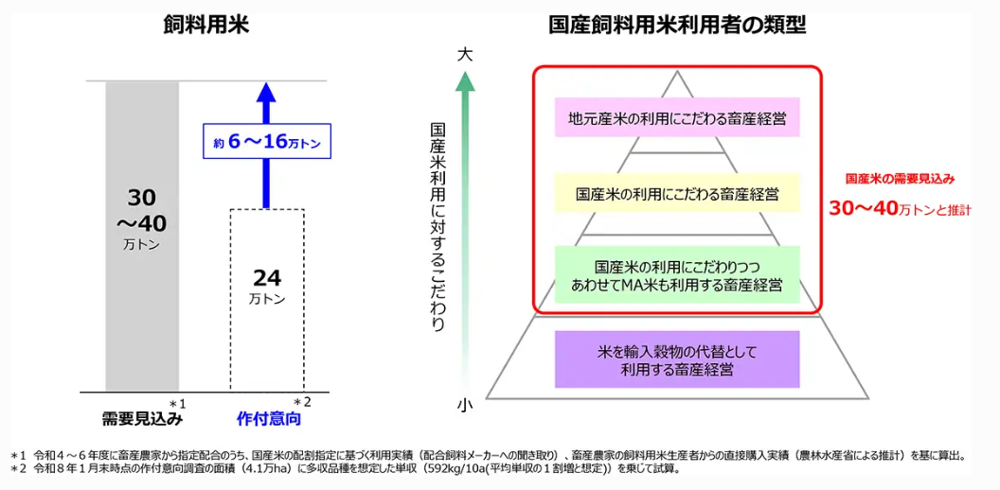 飼料用米
国産飼料用米利用者の類型
30
～40
万トン
約6～16万トン
24
万トン
需要見込み
＊1
作付意向
＊2
大
国産米利用に対するこだわり
小
地元産米の利用にこだわる畜産経営
国産米の利用にこだわる畜産経営
国産米の利用にこだわりつつ
あわせてMA米も利用する畜産経営
米を輸入穀物の代替として
利用する畜産経営
国産米の需要見込み
30～40万トンと推計
＊1 令和４～６年度に畜産農家から指定配合のうち、国産米の配割指定に基づく利用実績（配合飼料メーカーへの聞き取り）、畜産農家の飼料用米生産者からの直接購入実績（農林水産省による推計）を基に算出。
＊2 令和８年１月末時点の作付意向調査の面積（4.1万ha）に多収品種を想定した単収（592kg/10a(平均単収の１割増と想定)）を乗じて試算。